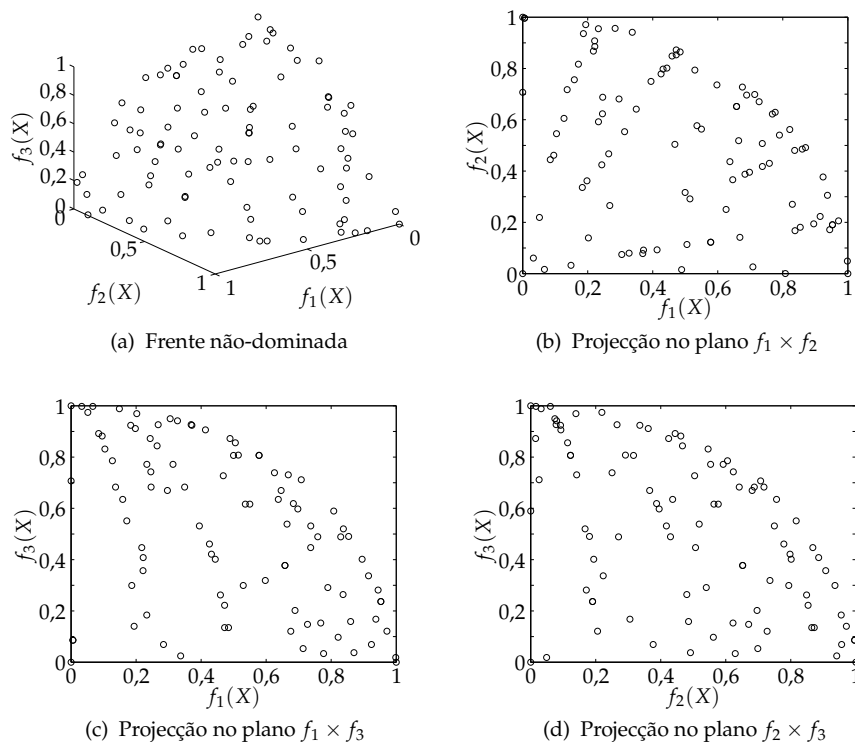 1
0,8
0,6
0,4
0,2
0
f3(X)
0
0,5
1
f2(X)
1
0,5
0
f1(X)
(a) Frente não-dominada
1
0,8
0,6
0,4
0,2
0
f2(X)
0 0,2 0,4 0,6 0,8 1
f1(X)
(b) Projecção no plano f1 × f2
1
0,8
0,6
0,4
0,2
0
f3(X)
0 0,2 0,4 0,6 0,8 1
f1(X)
(c) Projecção no plano f1 × f3
1
0,8
0,6
0,4
0,2
0
f3(X)
0 0,2 0,4 0,6 0,8 1
f2(X)
(d) Projecção no plano f2 × f3